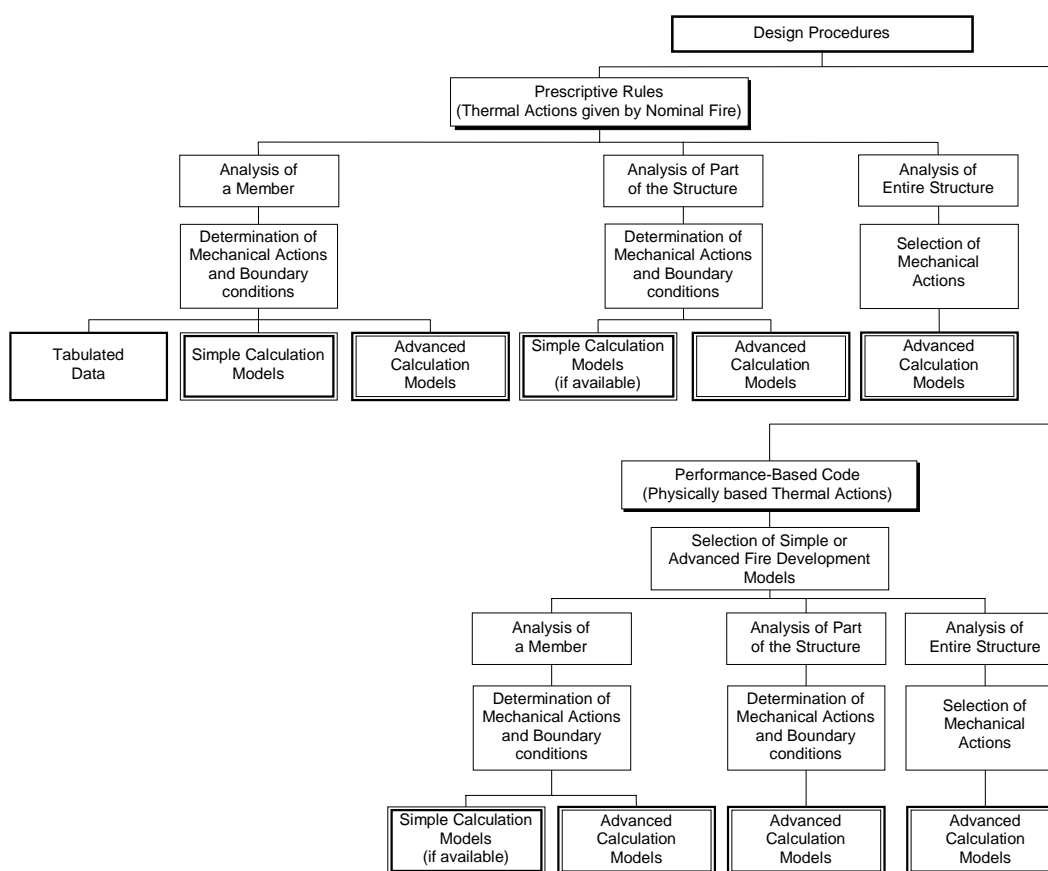 Design Procedures
Prescriptive Rules
(Thermal Actions given by Nominal Fire)
Analysis of
a Member
Analysis of Part
of the Structure
Analysis of
Entire Structure
Determination of
Mechanical Actions
and Boundary
conditions
Determination of
Mechanical Actions
and Boundary
conditions
Selection of
Mechanical
Actions
Tabulated
Data
Simple Calculation
Models
Advanced
Calculation
Models
Simple Calculation
Models
(if available)
Advanced
Calculation
Models
Advanced
Calculation
Models
Performance-Based Code
(Physically based Thermal Actions)
Selection of Simple or
Advanced Fire Development
Models
Analysis of
a Member
Analysis of Part
of the Structure
Analysis of
Entire Structure
Determination of
Mechanical Actions
and Boundary
conditions
Determination of
Mechanical Actions
and Boundary
conditions
Selection of
Mechanical
Actions
Simple Calculation
Models
(if available)
Advanced
Calculation
Models
Advanced
Calculation
Models
Advanced
Calculation
Models